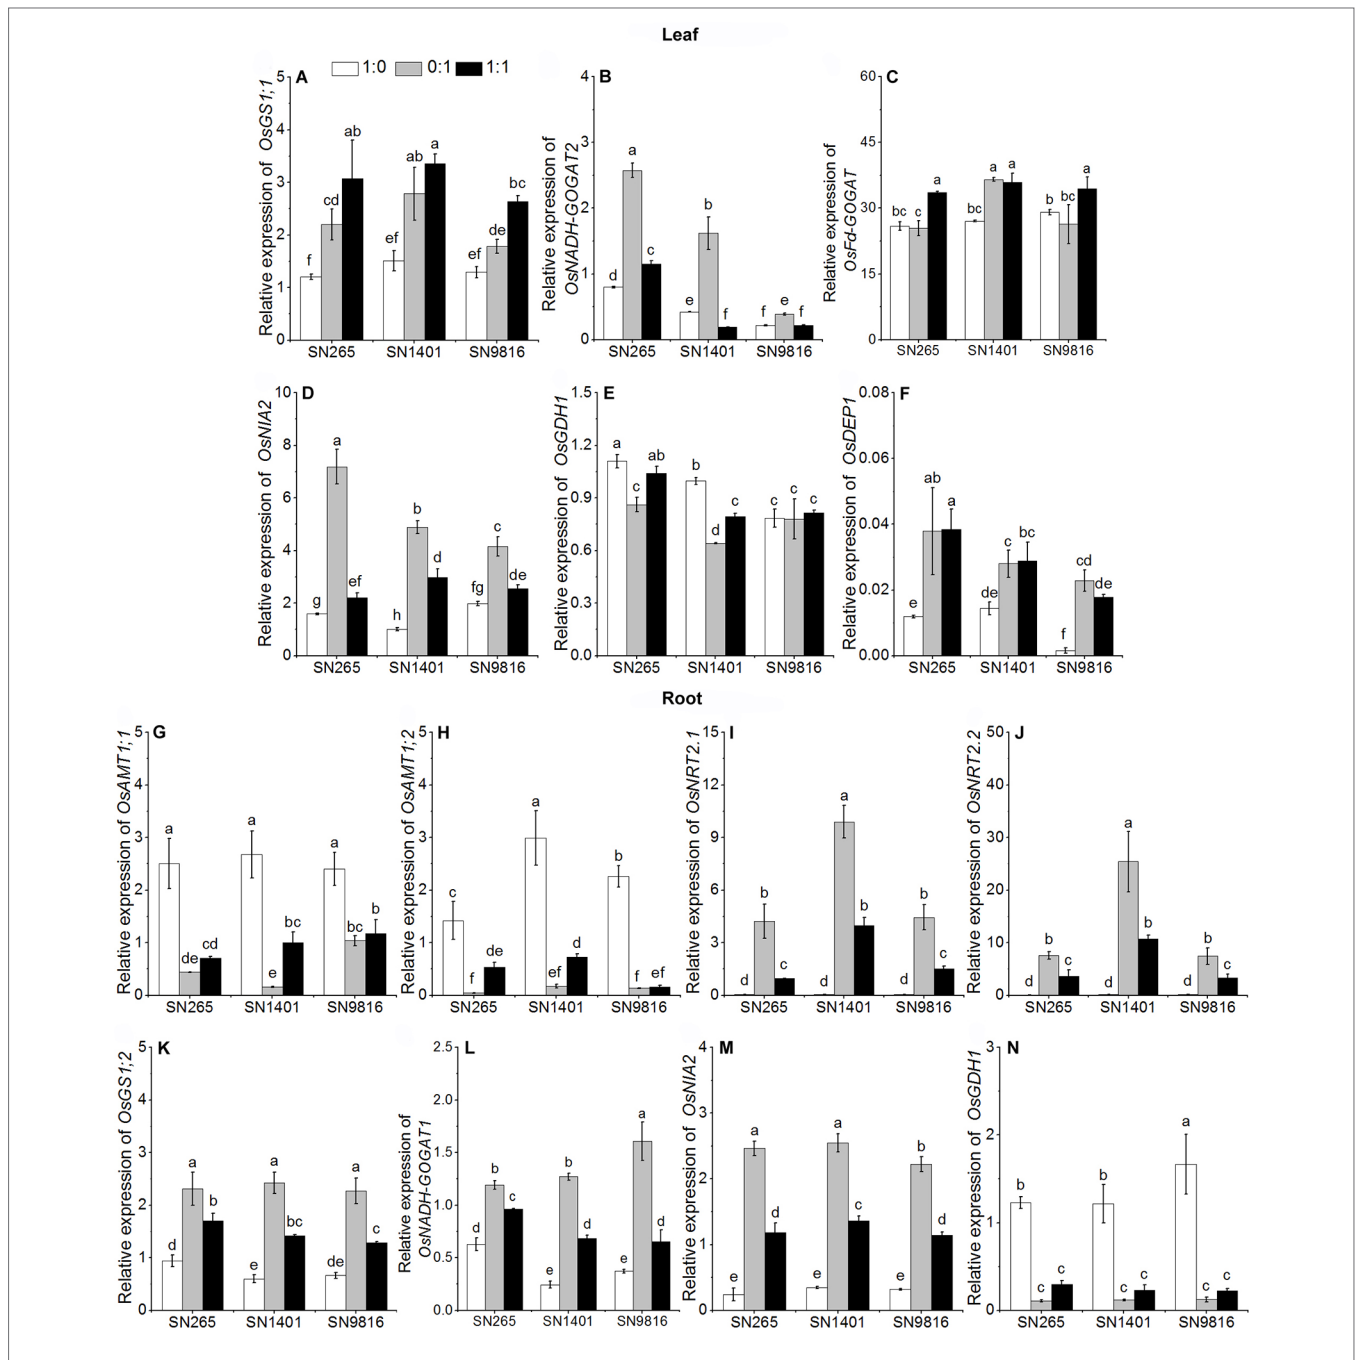 Leaf
1:0 0:1 1:1
A
Relative expression of OsGS1;1
5
4
3
2
1
0
f cd ab ef ab a ef de bc
SN265 SN1401 SN9816
B
Relative expression of
OsNADH-GOGAT2
4
3
2
1
0
d a c e b f f e f
SN265 SN1401 SN9816
C
Relative expression of
OsFd-GOGAT
60
45
30
15
0
bc c a bc a a b bc a
SN265 SN1401 SN9816
D
Relative expression of OsNIA2
10
8
6
4
2
0
g a ef h b d fg c de
SN265 SN1401 SN9816
E
Relative expression of OsGDH1
1.5
1.2
0.9
0.6
0.3
0.0
a c ab b d c c c c
SN265 SN1401 SN9816
F
Relative expression of OsDEP1
0.08
0.06
0.04
0.02
0.00
e ab a de c bc f cd de
SN265 SN1401 SN9816
Root
G
Relative expression of OsAMT1;1
5
4
3
2
1
0
a de cd a e bc a bc b
SN265 SN1401 SN9816
H
Relative expression of OsAMT1;2
5
4
3
2
1
0
c f de a ef d b f ef
SN265 SN1401 SN9816
I
Relative expression of OsNRT2.1
15
12
9
6
3
0
d b c d a b d b c
SN265 SN1401 SN9816
J
Relative expression of OsNRT2.2
50
40
30
20
10
0
d b c d a b d b c
SN265 SN1401 SN9816
K
Relative expression of OsGS1;2
5
4
3
2
1
0
d a b e a bc de a c
SN265 SN1401 SN9816
L
Relative expression of
OsNADH-GOGAT1
2.5
2.0
1.5
1.0
0.5
0.0
d b c e b d e a d
SN265 SN1401 SN9816
M
Relative expression of OsNIA2
4
3
2
1
0
e a d e a d e b d
SN265 SN1401 SN9816
N
Relative expression of OsGDH1
3
2
1
0
b c c b c c a c c
SN265 SN1401 SN9816